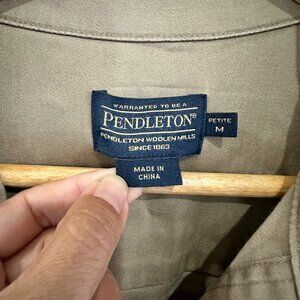 WARRANTED TO BE A
PENDLETON®
PENDLETON WOOLEN MILLS
SINCE 1863
PETITE
M
MADE IN
CHINA